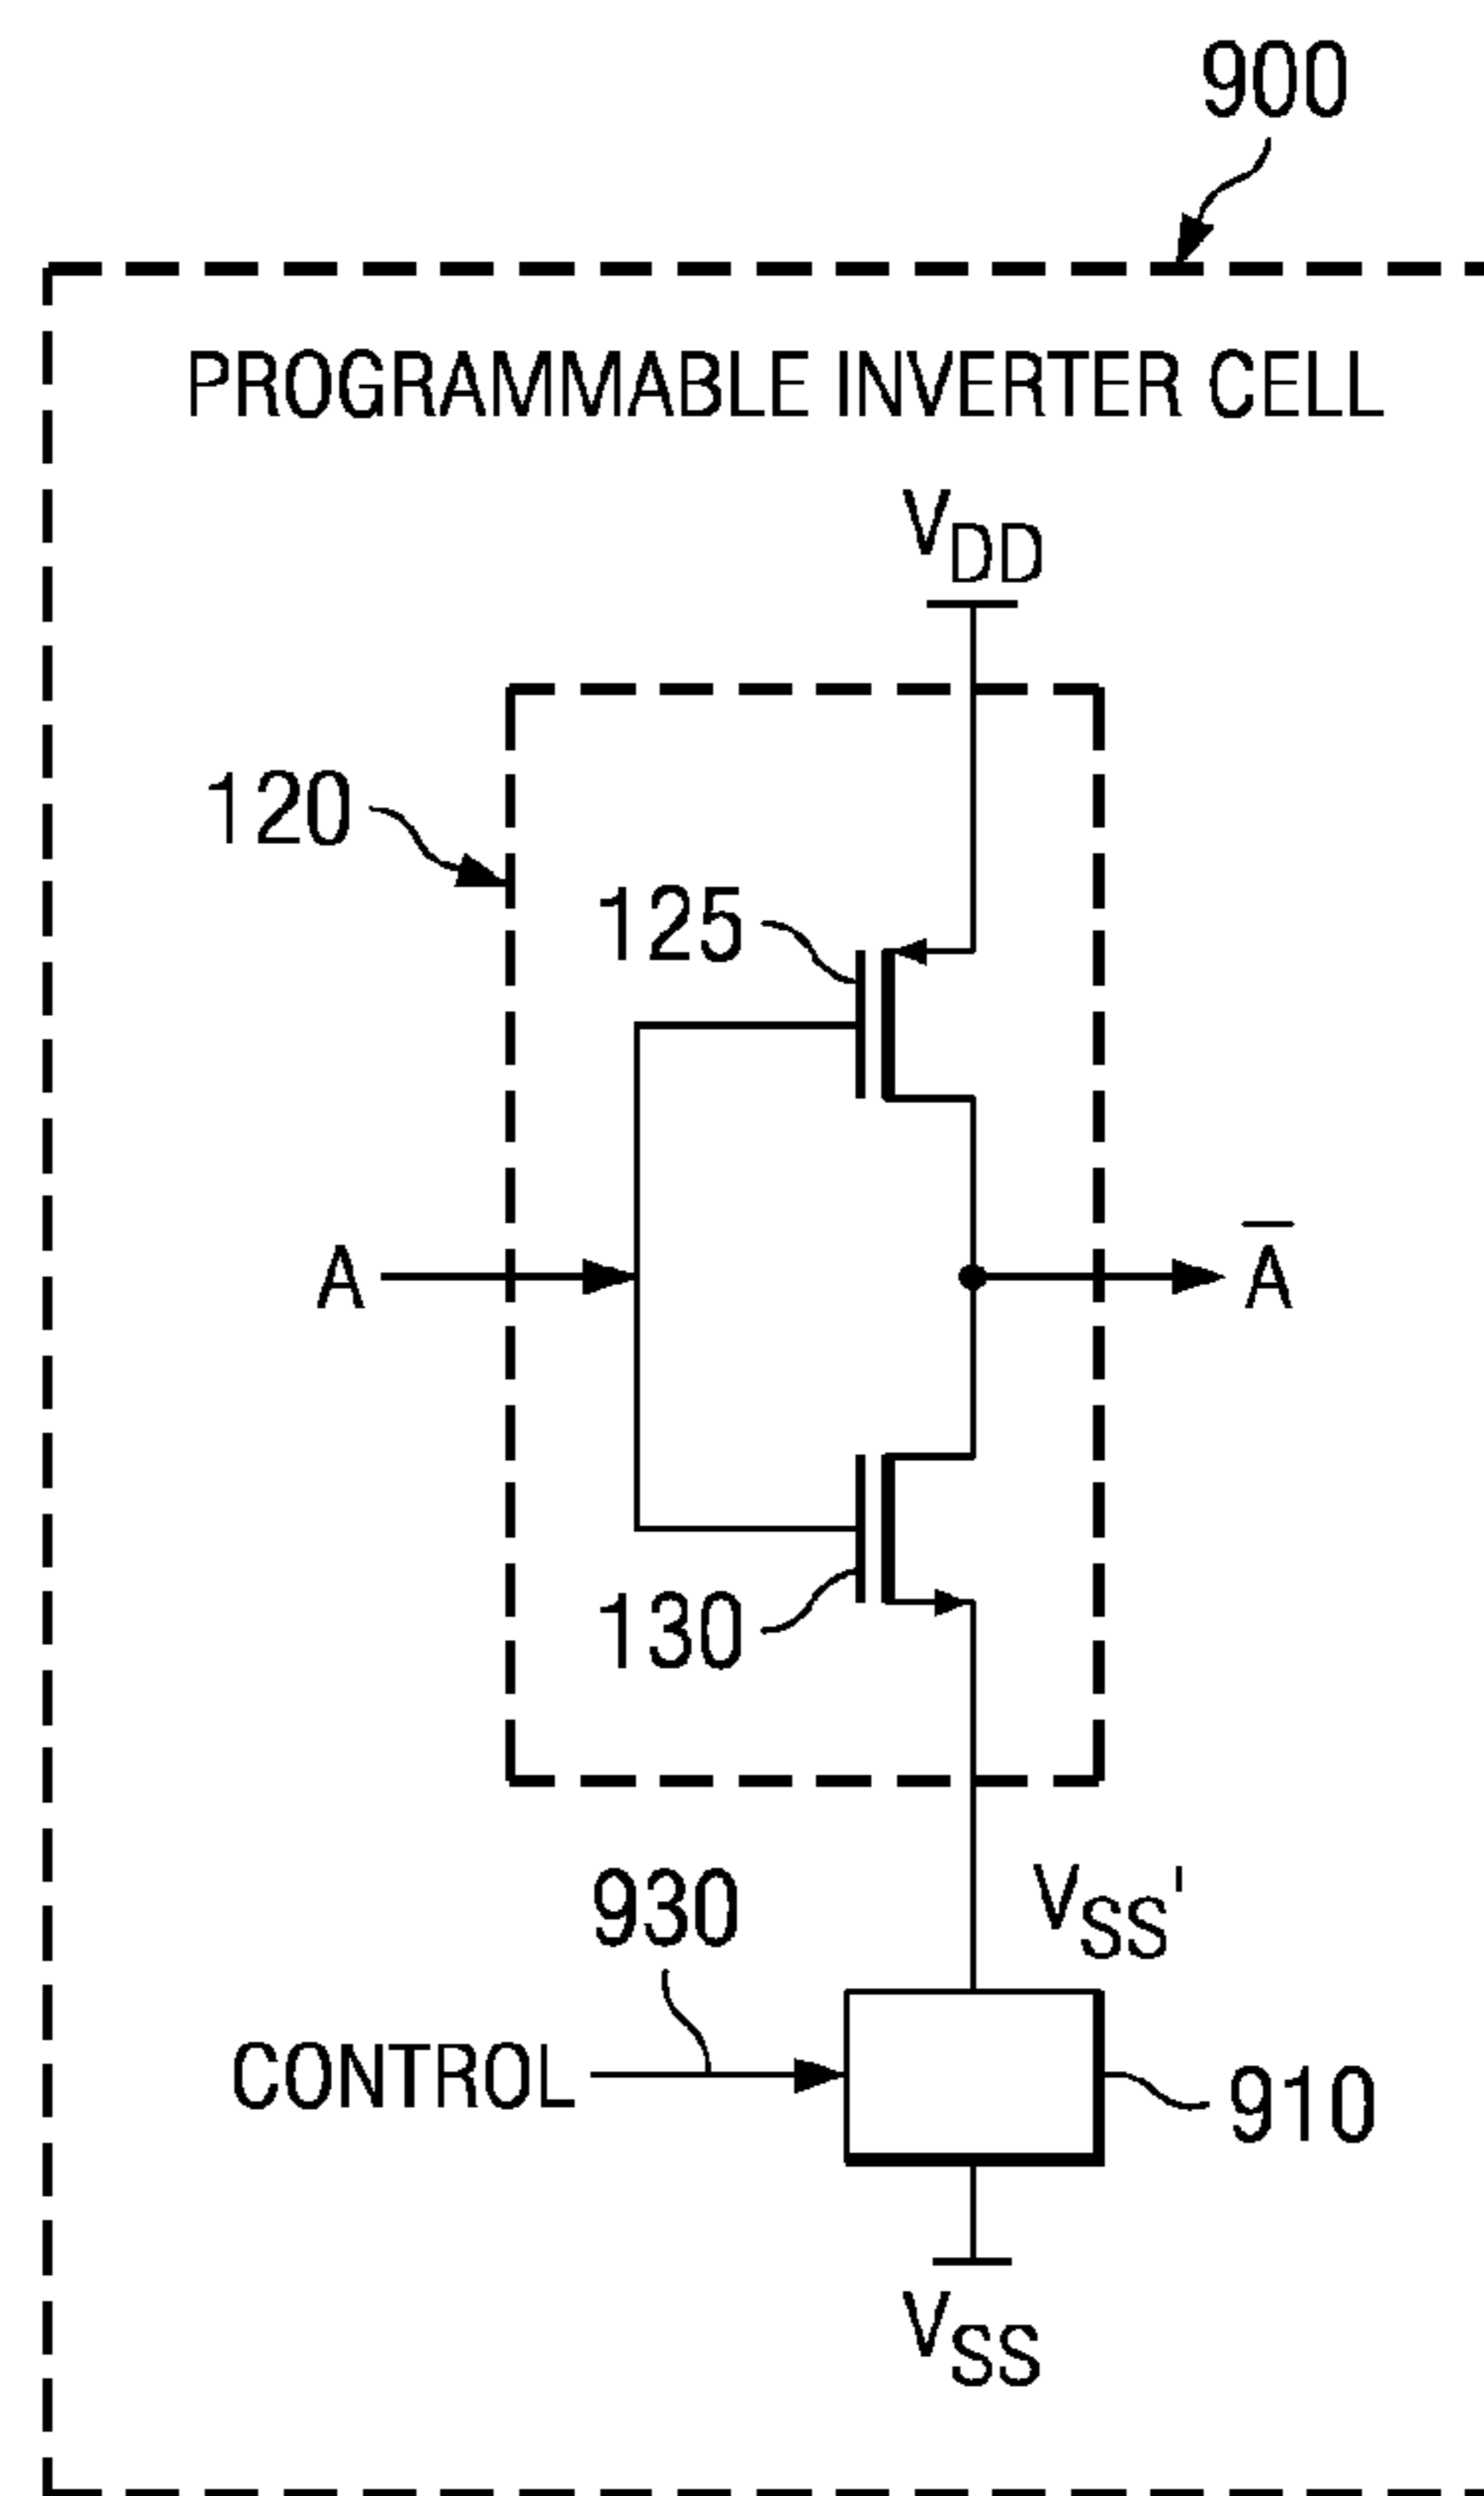 900
PROGRAMMABLE INVERTER CELL
VDD
120
125
A
A̅
130
930
VSS'
CONTROL
910
VSS